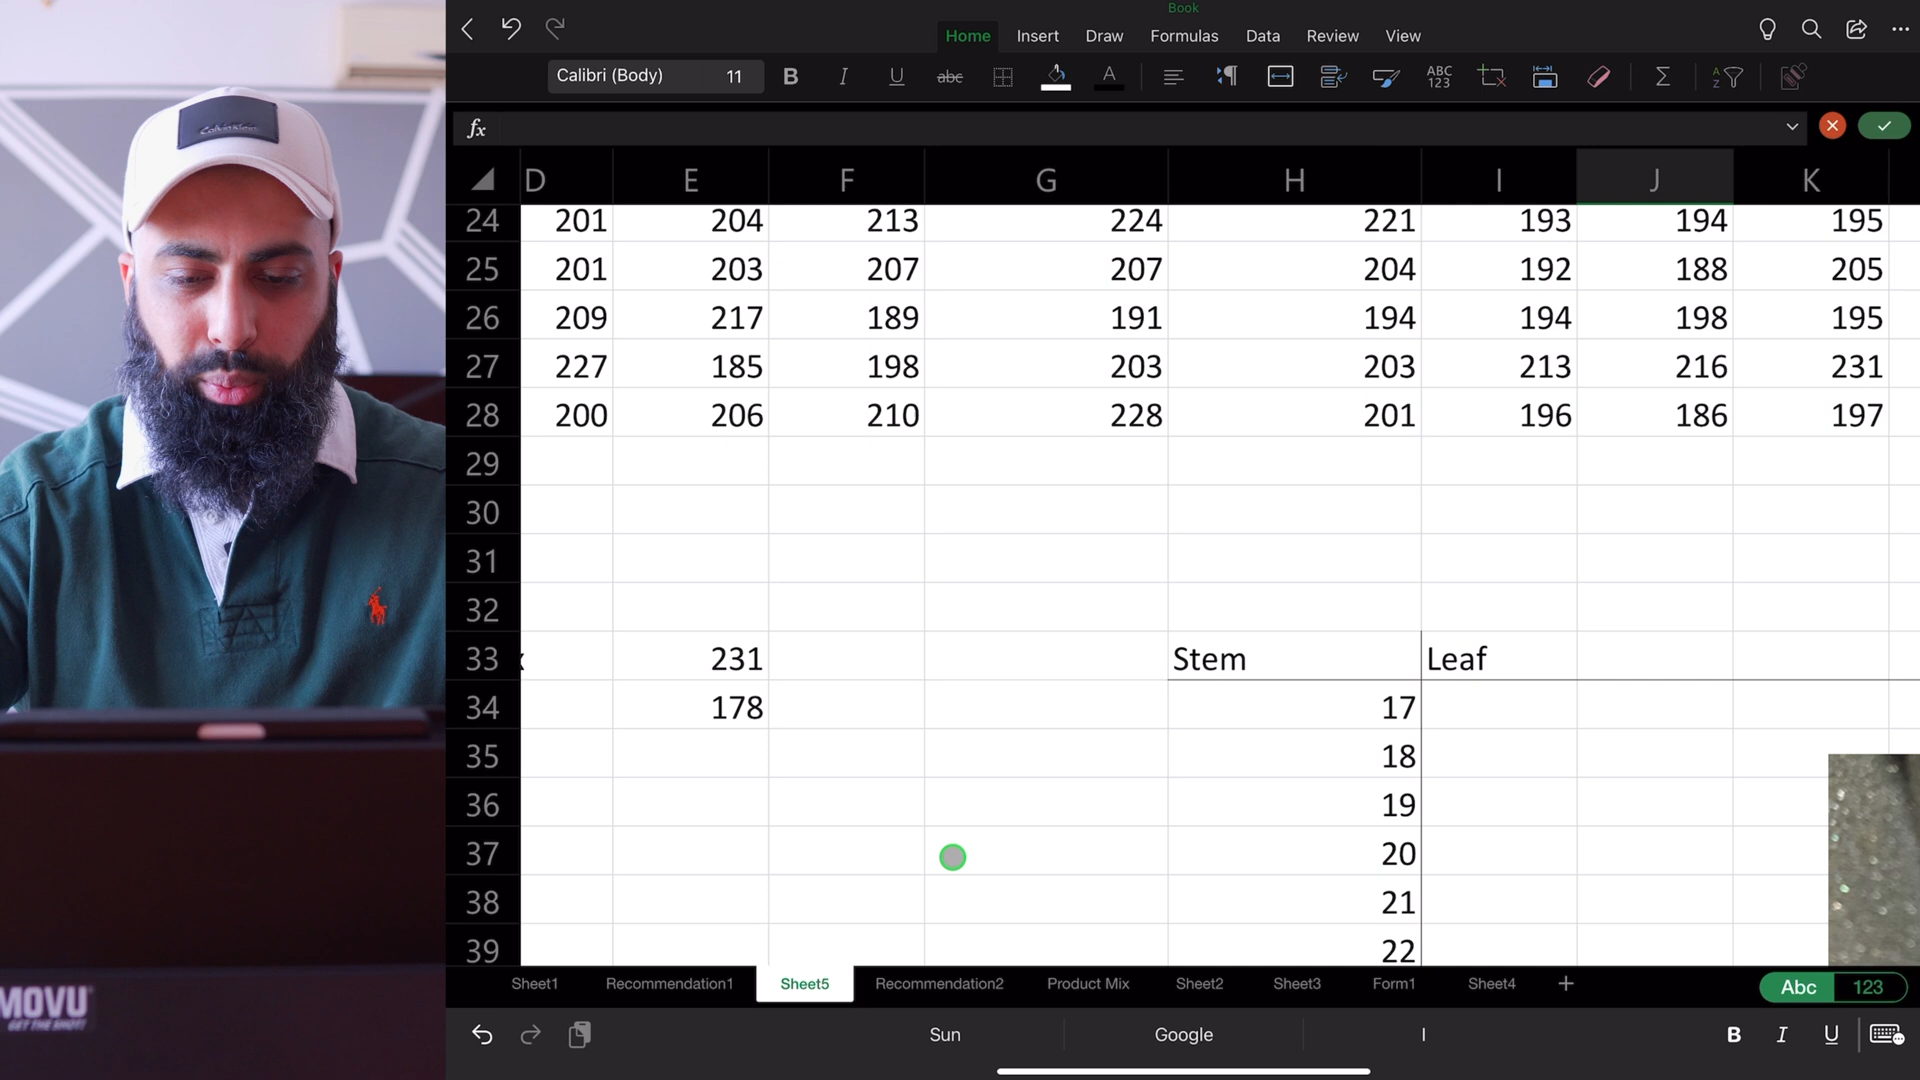 Book
Home Insert Draw Formulas Data Review View
Calibri (Body) 11 B I U abc A ABC 123 Σ A Z
fx
D E F G H I J K
24 201 204 213 224 221 193 194 195
25 201 203 207 207 204 192 188 205
26 209 217 189 191 194 194 198 195
27 227 185 198 203 203 213 216 231
28 200 206 210 228 201 196 186 197
29
30
31
32
33 231 Stem Leaf
34 178 17
35 18
36 19
37 20
38 21
39 22
Sheet1 Recommendation1 Sheet5 Recommendation2 Product Mix Sheet2 Sheet3 Form1 Sheet4 + Abc 123
Sun Google I B I U
MOVU
GET THE SHOT!